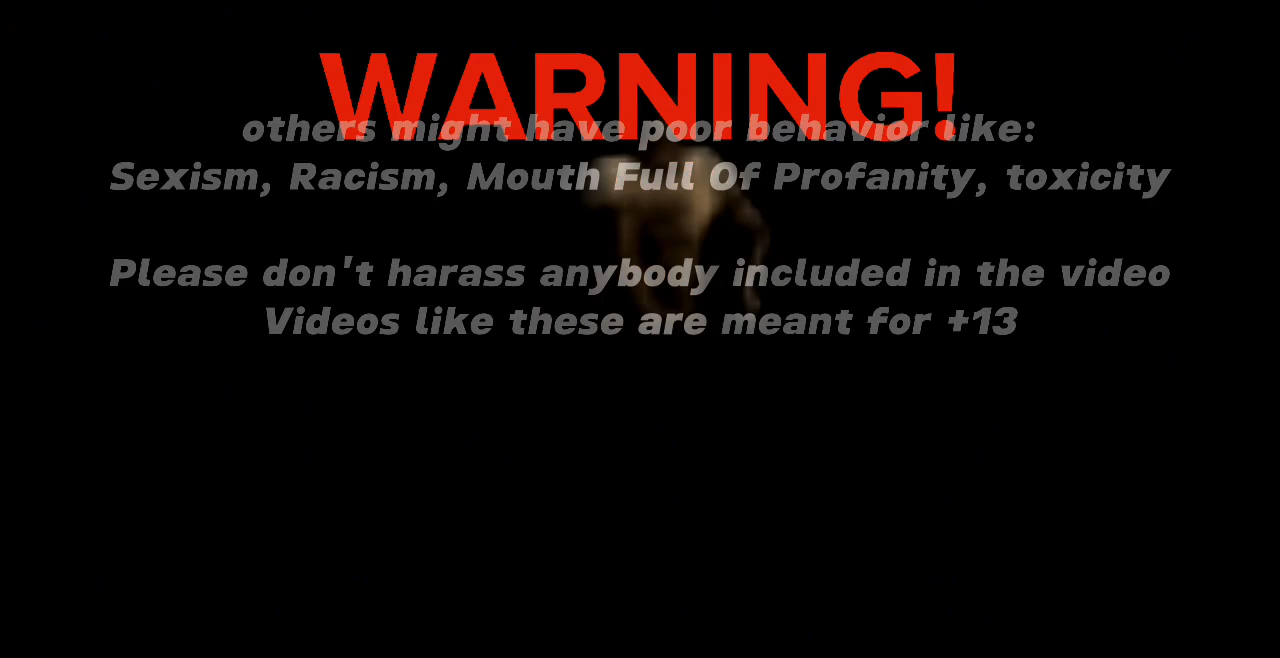 WARNING!
others might have poor behavior like:
Sexism, Racism, Mouth Full Of Profanity, toxicity
Please don't harass anybody included in the video
Videos like these are meant for +13